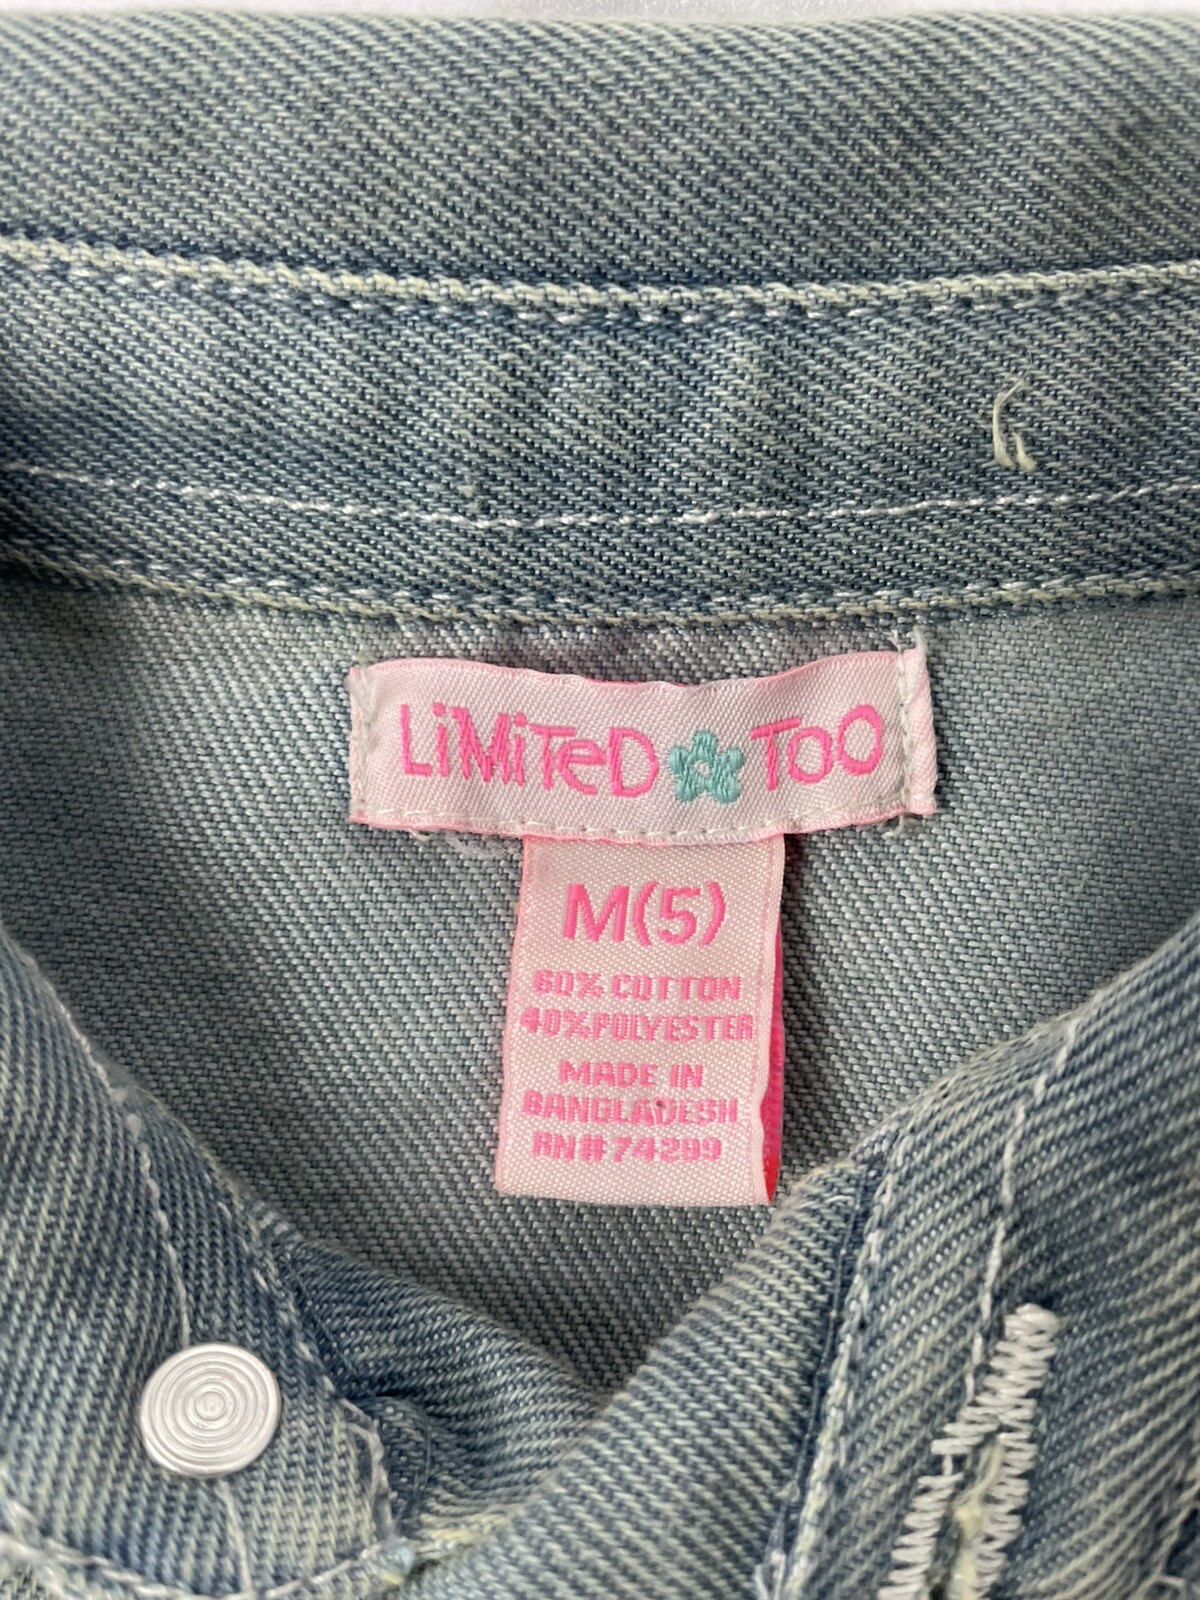 LiMiTeD TOO
M(5)
60% COTTON
40% POLYESTER
MADE IN
BANGLADESH
RN# 74299